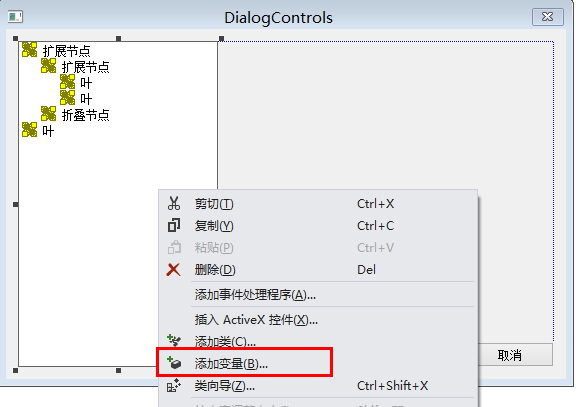 DialogControls
扩展节点
扩展节点
叶
叶
折叠节点
叶
剪切(T) Ctrl+X
复制(Y) Ctrl+C
粘贴(P) Ctrl+V
删除(D) Del
添加事件处理程序(A)...
插入 ActiveX 控件(X)...
添加类(C)...
添加变量(B)...
取消
类向导(Z)... Ctrl+Shift+X